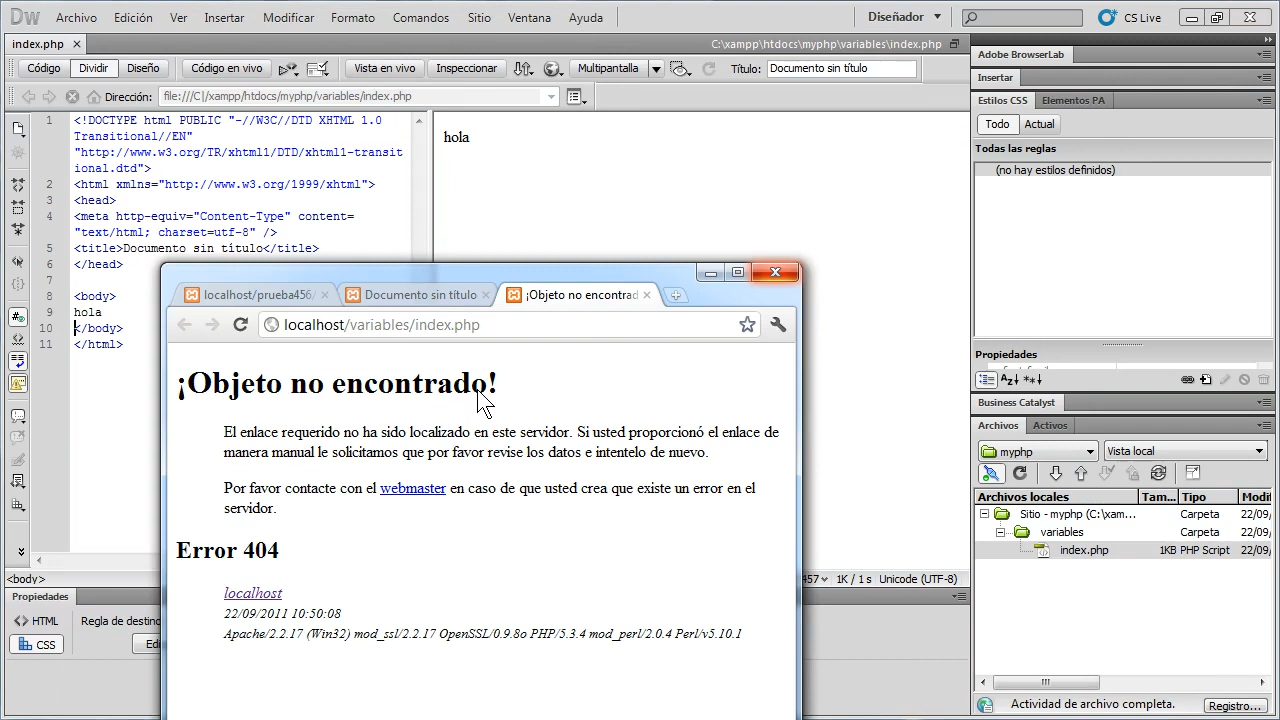 Dw Archivo Edición Ver Insertar Modificar Formato Comandos Sitio Ventana Ayuda Diseñador CS Live
index.php C:\xampp\htdocs\myphp\variables\index.php
Código Dividir Diseño Código en vivo Vista en vivo Inspeccionar Multipantalla Título: Documento sin título
Dirección: file:///C|/xampp/htdocs/myphp/variables/index.php
1 <!DOCTYPE html PUBLIC "-//W3C//DTD XHTML 1.0
Transitional//EN"
"http://www.w3.org/TR/xhtml1/DTD/xhtml1-transit
ional.dtd">
2 <html xmlns="http://www.w3.org/1999/xhtml">
3 <head>
4 <meta http-equiv="Content-Type" content=
"text/html; charset=utf-8" />
5 <title>Documento sin título</title>
6 </head>
7
8 <body>
9 hola
10 </body>
11 </html>
hola
<body>
457 1K / 1 s Unicode (UTF-8)
Propiedades
HTML Regla de destino
CSS Edi
localhost/prueba456/ Documento sin título ¡Objeto no encontrad
localhost/variables/index.php
¡Objeto no encontrado!
El enlace requerido no ha sido localizado en este servidor. Si usted proporcionó el enlace de
manera manual le solicitamos que por favor revise los datos e intentelo de nuevo.
Por favor contacte con el webmaster en caso de que usted crea que existe un error en el
servidor.
Error 404
localhost
22/09/2011 10:50:08
Apache/2.2.17 (Win32) mod_ssl/2.2.17 OpenSSL/0.9.8o PHP/5.3.4 mod_perl/2.0.4 Perl/v5.10.1
Adobe BrowserLab
Insertar
Estilos CSS Elementos PA
Todo Actual
Todas las reglas
(no hay estilos definidos)
Propiedades
Az↓ **↓
Business Catalyst
Archivos Activos
myphp Vista local
Archivos locales Tam... Tipo Modif
Sitio - myphp (C:\xam... Carpeta 22/09
variables Carpeta 22/09
index.php 1KB PHP Script 22/09
Actividad de archivo completa. Registro...